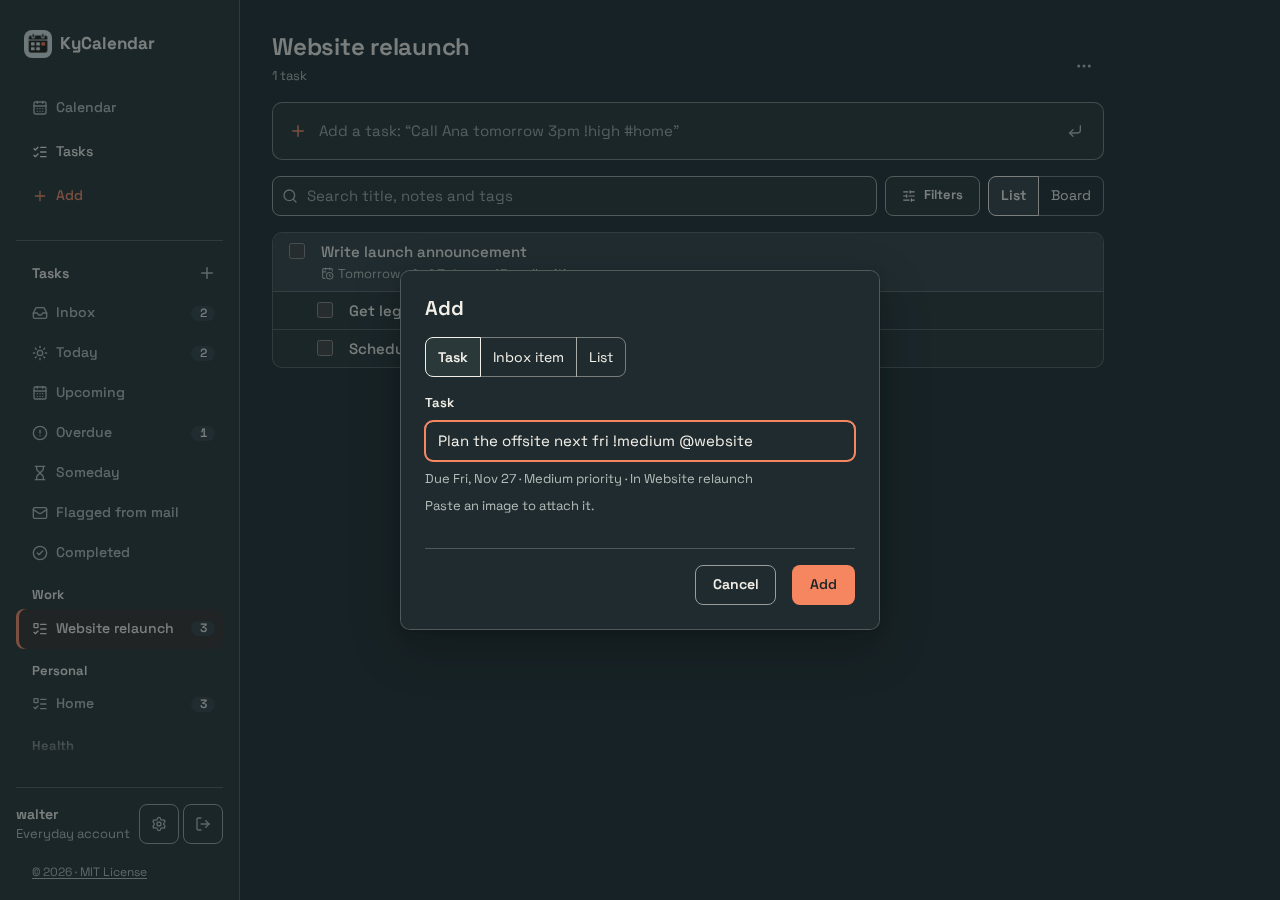 KyCalendar
Calendar
Tasks
Add
Tasks
Inbox 2
Today 2
Upcoming
Overdue 1
Someday
Flagged from mail
Completed
Work
Website relaunch 3
Personal
Home 3
Health
walter
Everyday account
© 2026 · MIT License
Website relaunch
1 task
Add a task: “Call Ana tomorrow 3pm !high #home”
Search title, notes and tags
Filters
List
Board
Write launch announcement
Tomorrow
Get leg
Schedu
Add
Task
Inbox item
List
Task
Plan the offsite next fri !medium @website
Due Fri, Nov 27 · Medium priority · In Website relaunch
Paste an image to attach it.
Cancel
Add